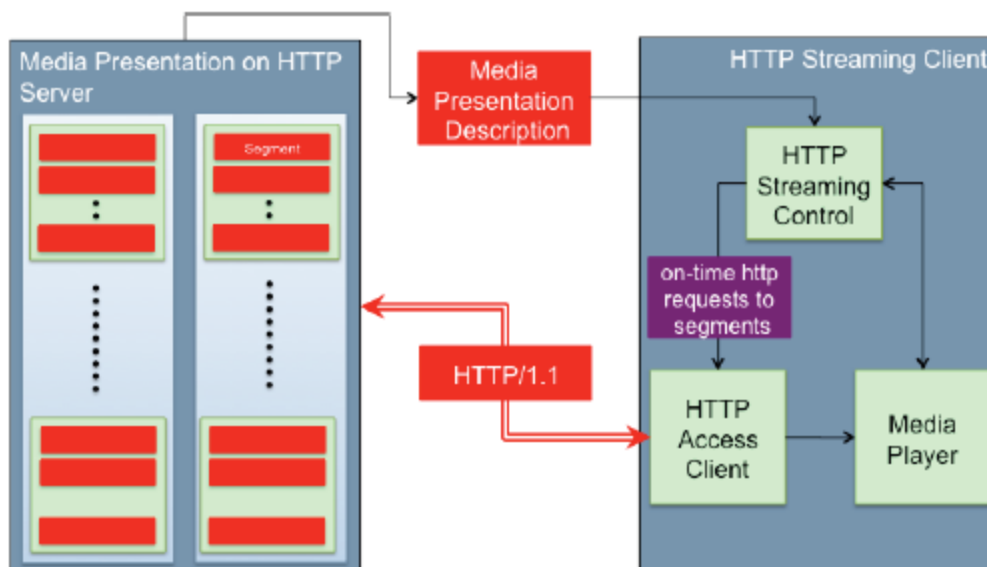 Media Presentation on HTTP
Server
Segment
Media
Presentation
Description
HTTP Streaming Client
HTTP
Streaming
Control
on-time http
requests to
segments
HTTP/1.1
HTTP
Access
Client
Media
Player